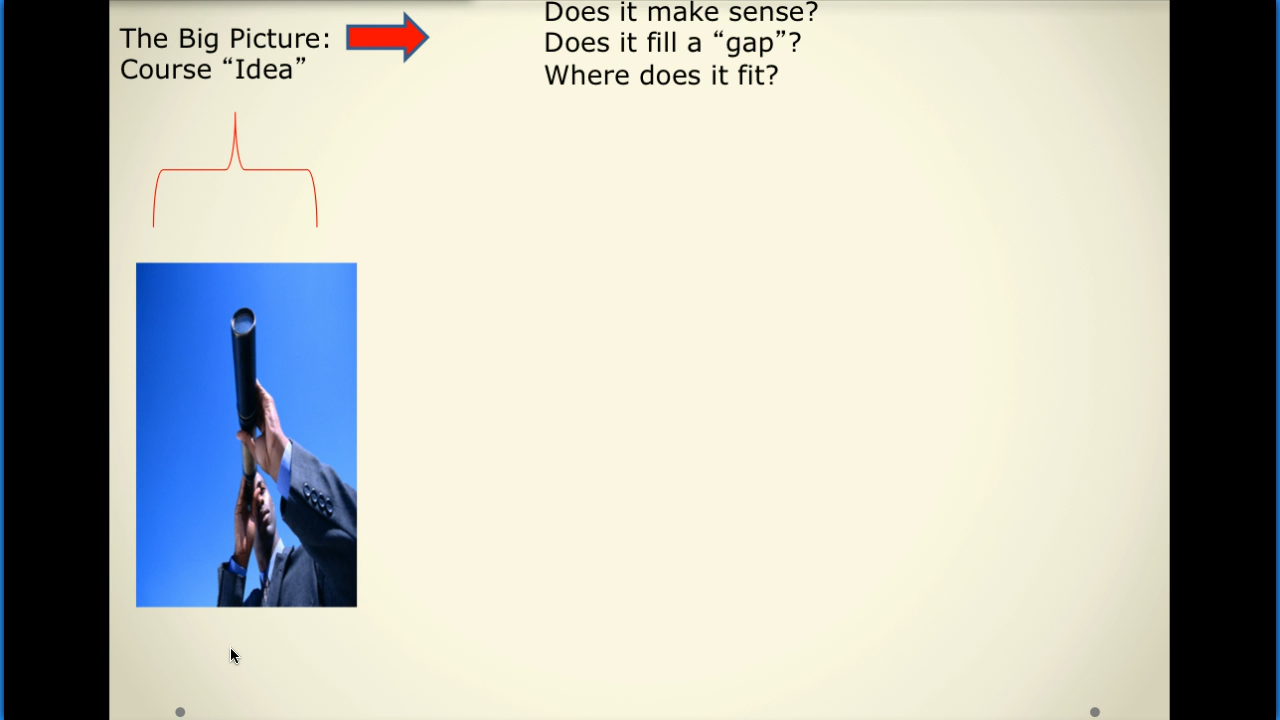 The Big Picture:
Course “Idea”
Does it make sense?
Does it fill a “gap”?
Where does it fit?